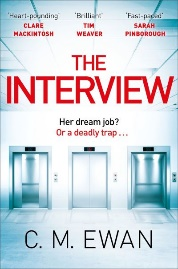 'Heart-pounding' 'Brilliant' 'Fast-paced'
CLARE MACKINTOSH TIM WEAVER SARAH PINBOROUGH
THE
INTERVIEW
Her dream job?
Or a deadly trap . . .
C. M. EWAN